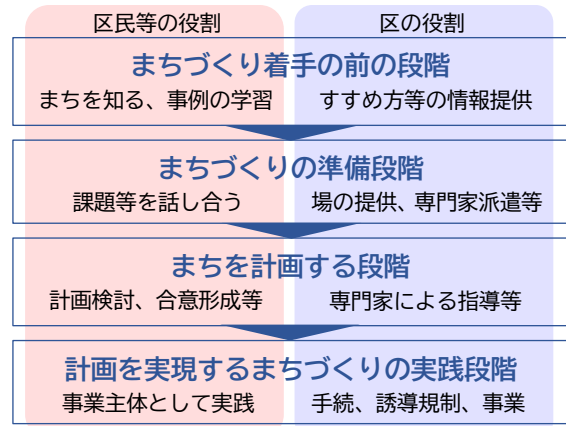 区民等の役割 区の役割
まちづくり着手の前の段階
まちを知る、事例の学習 すすめ方等の情報提供
まちづくりの準備段階
課題等を話し合う 場の提供、専門家派遣等
まちを計画する段階
計画検討、合意形成等 専門家による指導等
計画を実現するまちづくりの実践段階
事業主体として実践 手続、誘導規制、事業